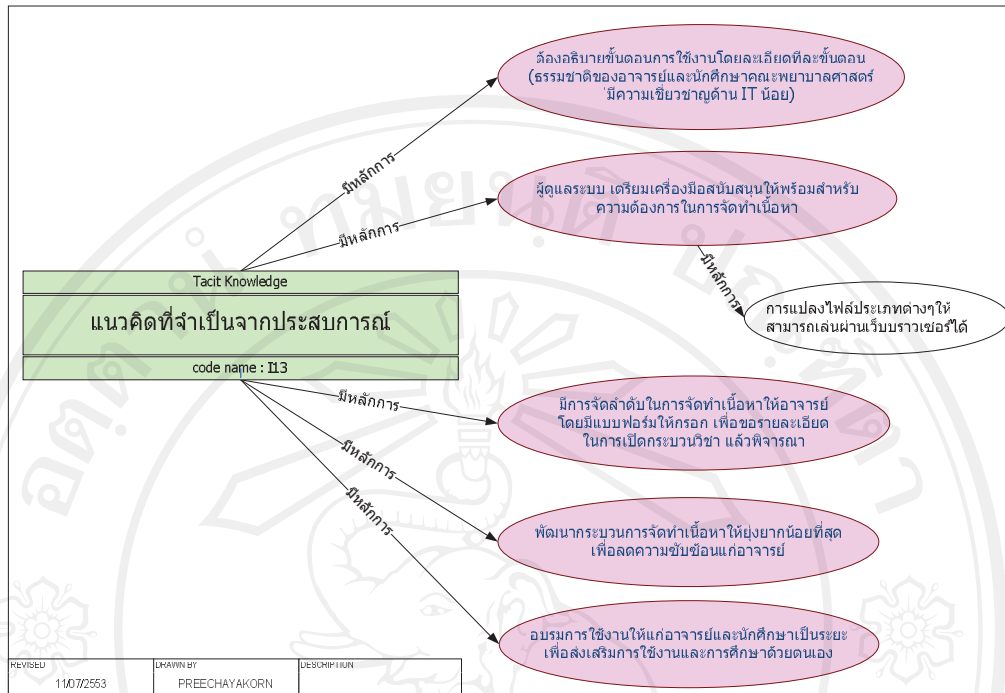 ต้องอธิบายขั้นตอนการใช้งานโดยละเอียดทีละขั้นตอน
(ธรรมชาติของอาจารย์และนักศึกษาคณะพยาบาลศาสตร์
มีความเชี่ยวชาญด้าน IT น้อย)
มีหลักการ
ผู้ดูแลระบบ เตรียมเครื่องมือสนับสนุนให้พร้อมสำหรับ
ความต้องการในการจัดทำเนื้อหา
มีหลักการ
มีหลักการ
การแปลงไฟล์ประเภทต่างๆให้
สามารถเล่นผ่านเว็บบราวเซอร์ได้
Tacit Knowledge
แนวคิดที่จำเป็นจากประสบการณ์
code name : I13
มีหลักการ
มีการจัดลำดับในการจัดทำเนื้อหาให้อาจารย์
โดยมีแบบฟอร์มให้กรอก เพื่อขอรายละเอียด
ในการเปิดกระบวนวิชา แล้วพิจารณา
มีหลักการ
พัฒนากระบวนการจัดทำเนื้อหาให้ยุ่งยากน้อยที่สุด
เพื่อลดความซับซ้อนแก่อาจารย์
มีหลักการ
อบรมการใช้งานให้แก่อาจารย์และนักศึกษาเป็นระยะ
เพื่อส่งเสริมการใช้งานและการศึกษาด้วยตนเอง
REVISED
11/07/2553
DRAWN BY
PREECHAYAKORN
DESCRIPTION